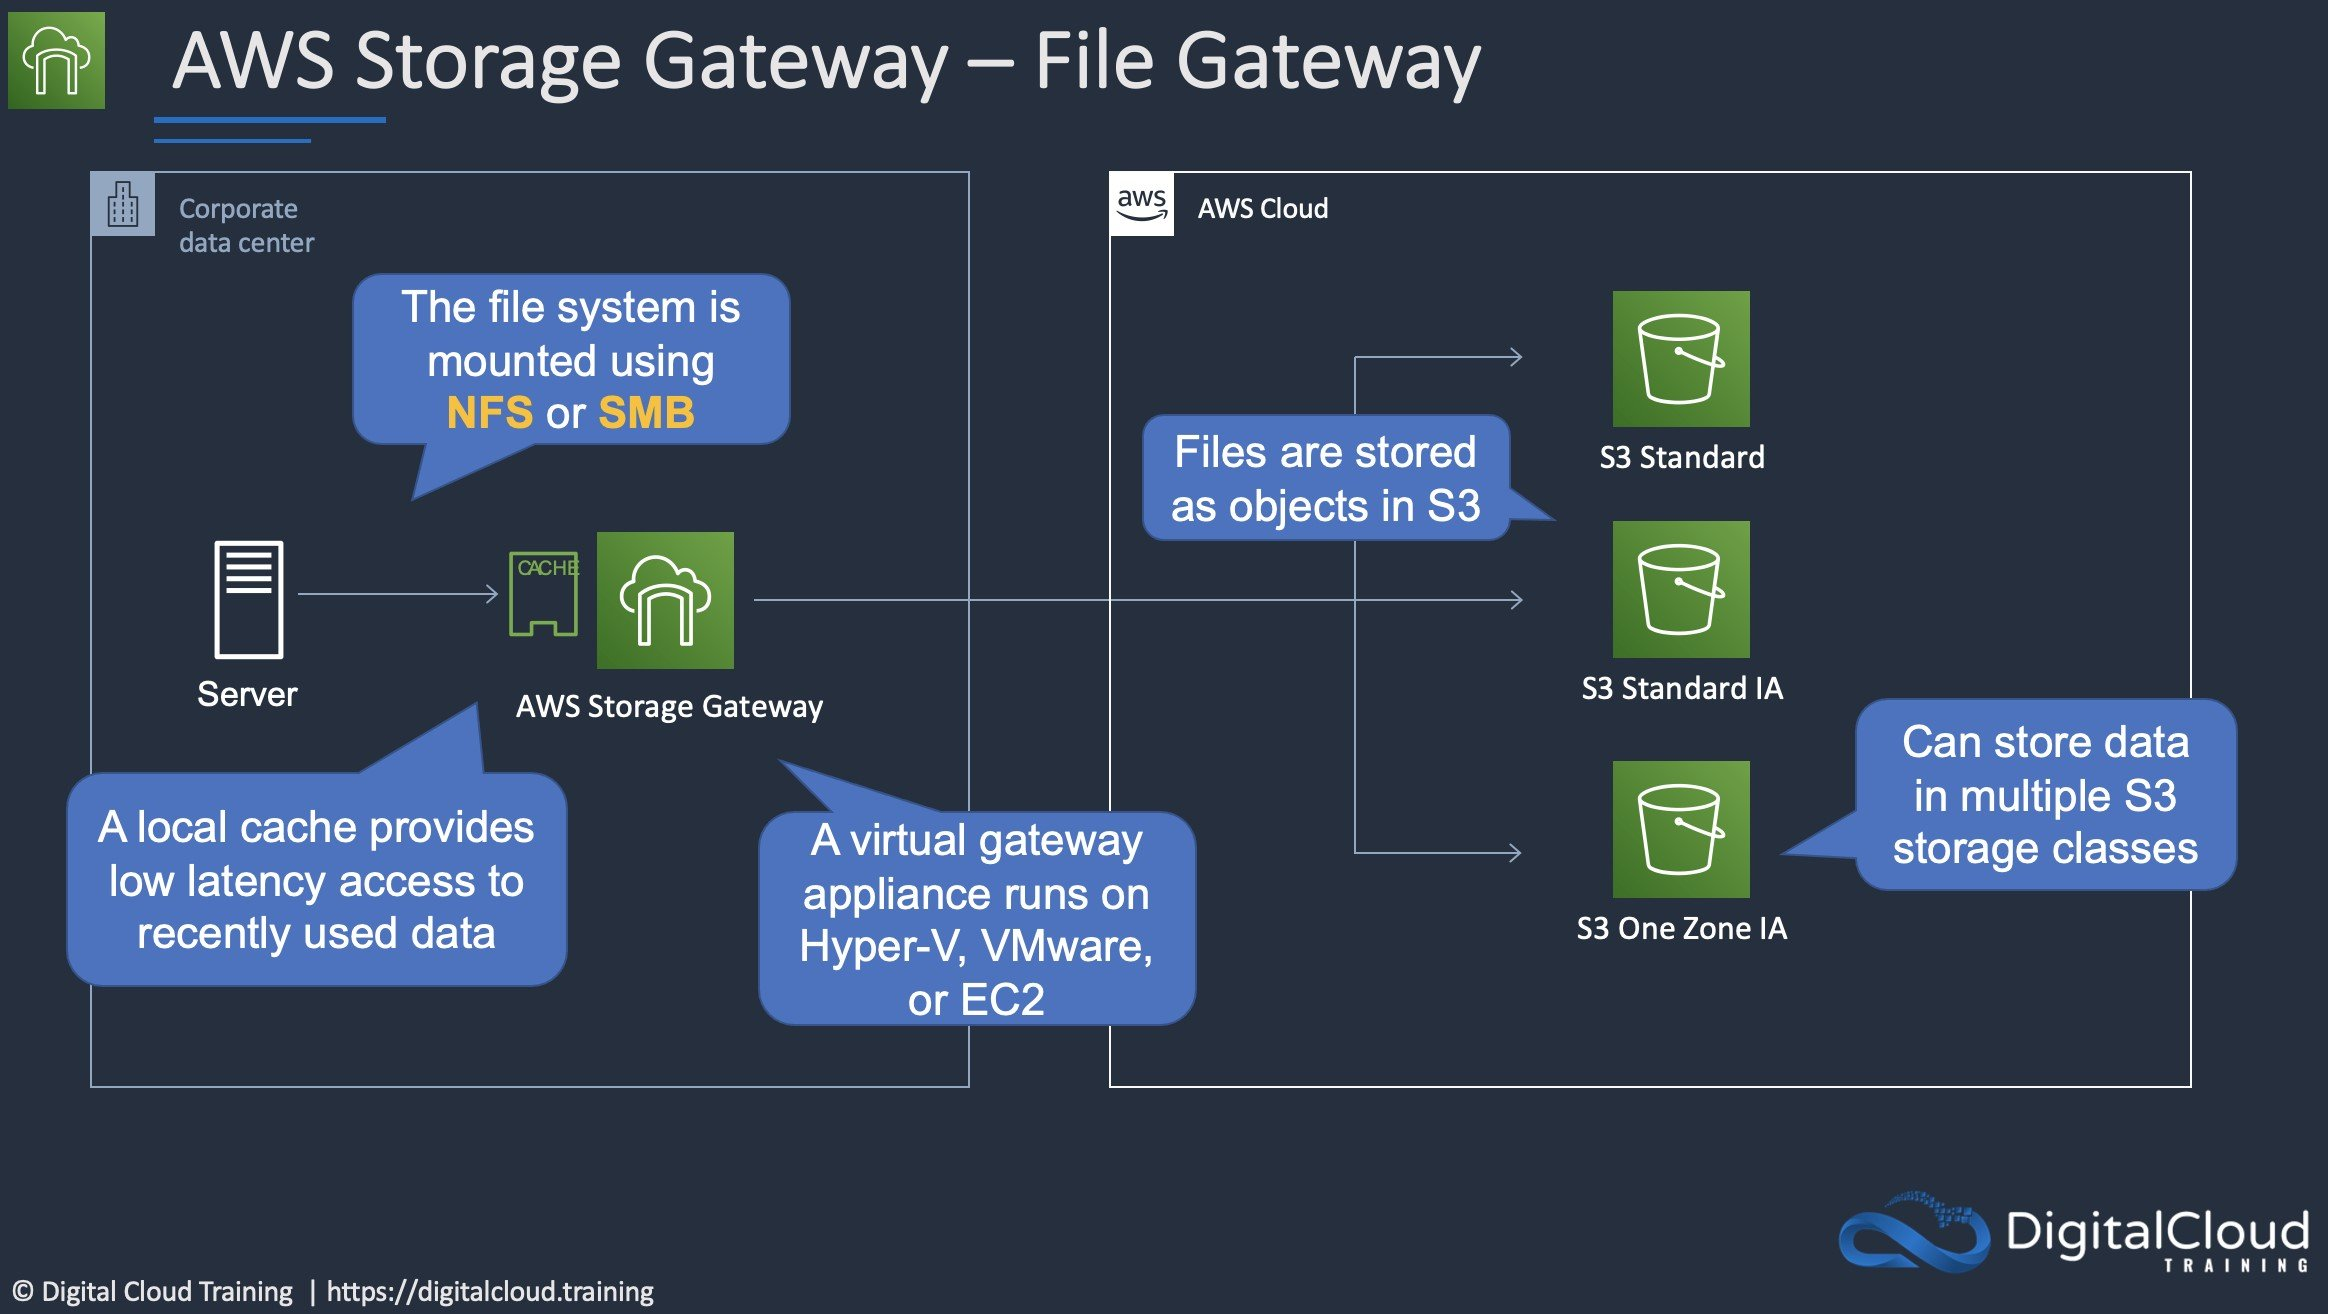 AWS Storage Gateway – File Gateway
Corporate
data center
The file system is
mounted using
NFS or SMB
Server
CACHE
AWS Storage Gateway
A local cache provides
low latency access to
recently used data
A virtual gateway
appliance runs on
Hyper-V, VMware,
or EC2
aws
AWS Cloud
Files are stored
as objects in S3
S3 Standard
S3 Standard IA
S3 One Zone IA
Can store data
in multiple S3
storage classes
DigitalCloud
TRAINING
© Digital Cloud Training | https://digitalcloud.training